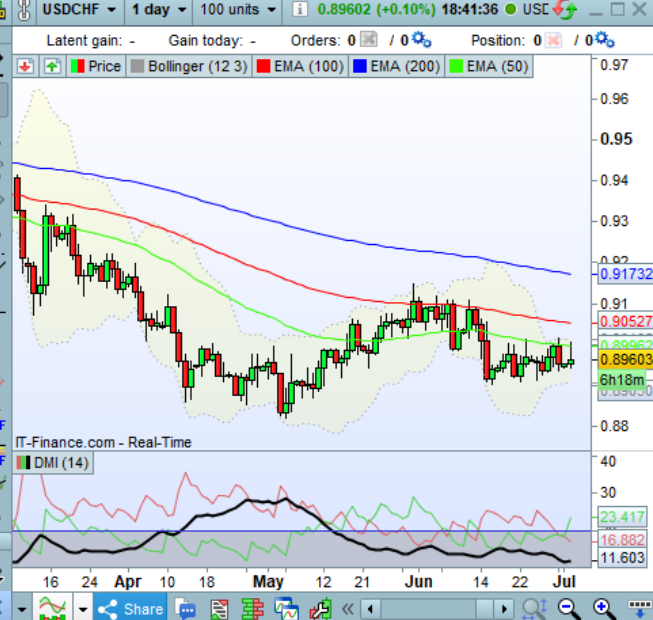 USDCHF 1 day 100 units 0.89602 (+0.10%) 18:41:36 USD
Latent gain: - Gain today: - Orders: 0 / 0 Position: 0 / 0
Price Bollinger (12 3) EMA (100) EMA (200) EMA (50)
0.97
0.96
0.95
0.94
0.93
0.92
0.91732
0.91
0.90527
0.89962
0.89603
6h18m
0.88
IT-Finance.com - Real-Time
DMI (14)
40
30
23.417
16.882
11.603
16 24 Apr 10 18 May 12 21 Jun 14 22 Jul
Share